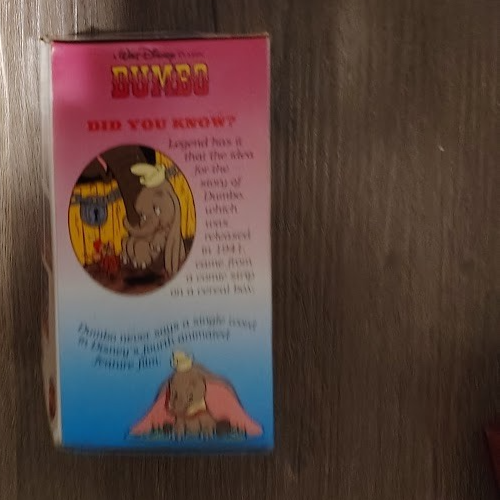 Walt Disney
DUMBO
DID YOU KNOW?
Legend has it
that the idea
for the
story of
Dumbo,
which
was
released
in 1941,
came from
a comic strip
on a cereal box.
Dumbo never says a single word
in Disney's fourth animated
feature film.